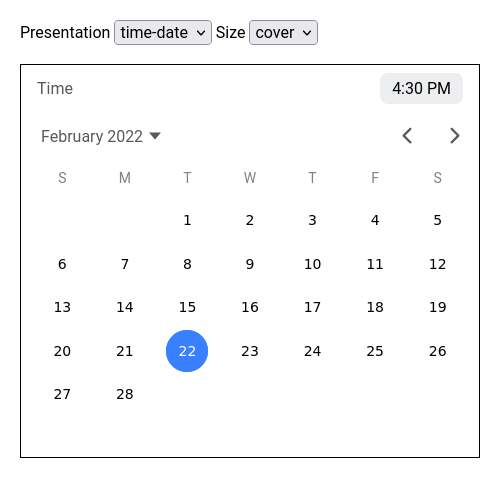 Presentation time-date Size cover
Time 4:30 PM
February 2022
S M T W T F S
1 2 3 4 5
6 7 8 9 10 11 12
13 14 15 16 17 18 19
20 21 22 23 24 25 26
27 28